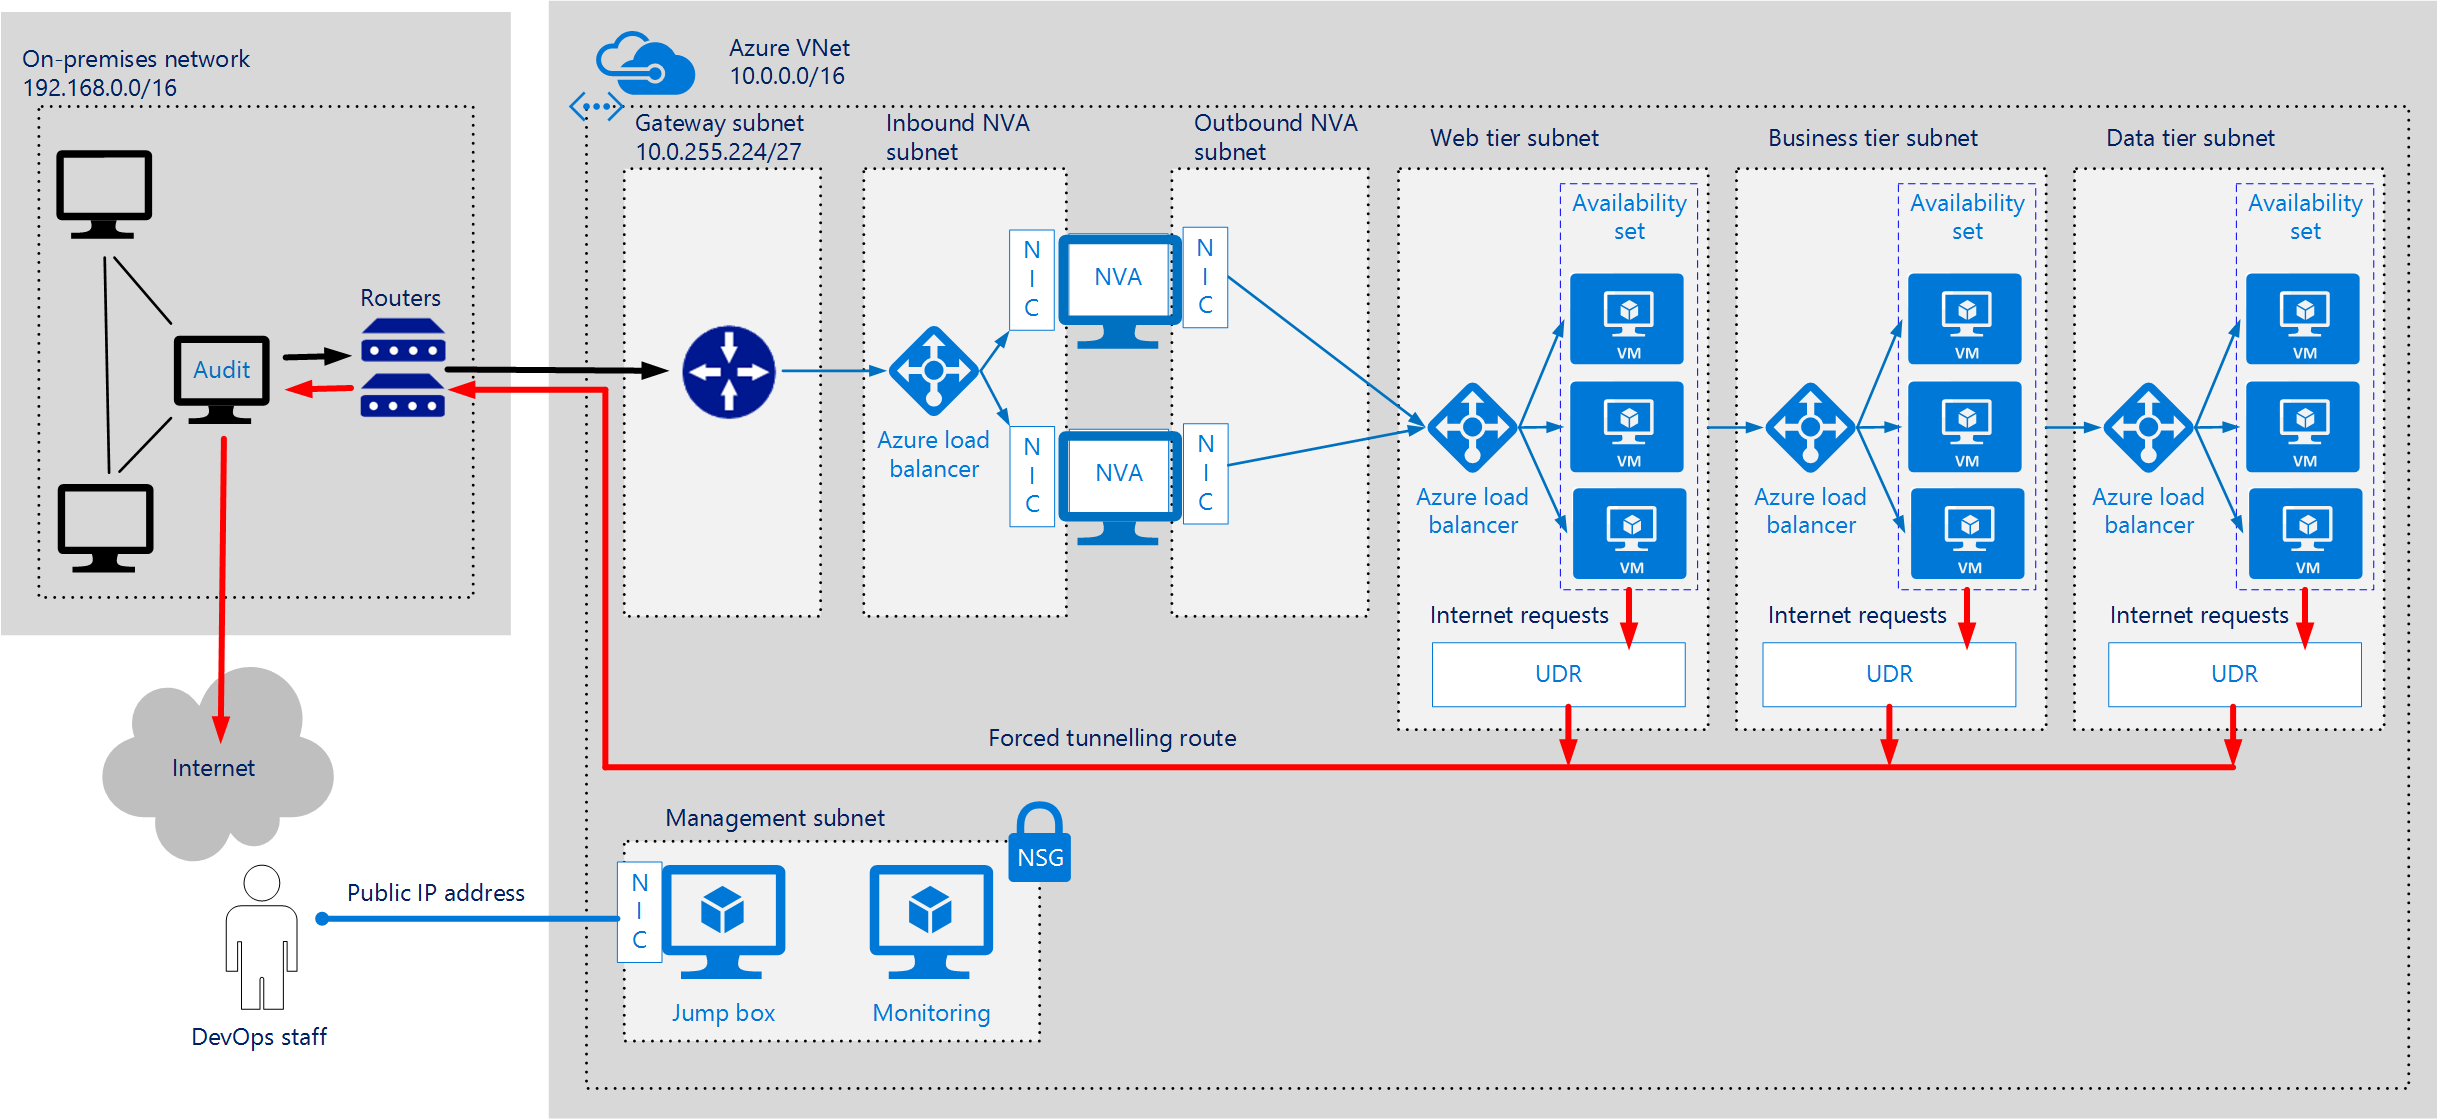 On-premises network
192.168.0.0/16
Routers
Audit
Internet
DevOps staff
Public IP address
Azure VNet
10.0.0.0/16
Gateway subnet
10.0.255.224/27
Inbound NVA
subnet
Azure load
balancer
N
I
C
NVA
N
I
C
N
I
C
NVA
N
I
C
Outbound NVA
subnet
Web tier subnet
Availability
set
VM
VM
VM
Azure load
balancer
Internet requests
UDR
Business tier subnet
Availability
set
VM
VM
VM
Azure load
balancer
Internet requests
UDR
Data tier subnet
Availability
set
VM
VM
VM
Azure load
balancer
Internet requests
UDR
Forced tunnelling route
Management subnet
NSG
N
I
C
Jump box
Monitoring